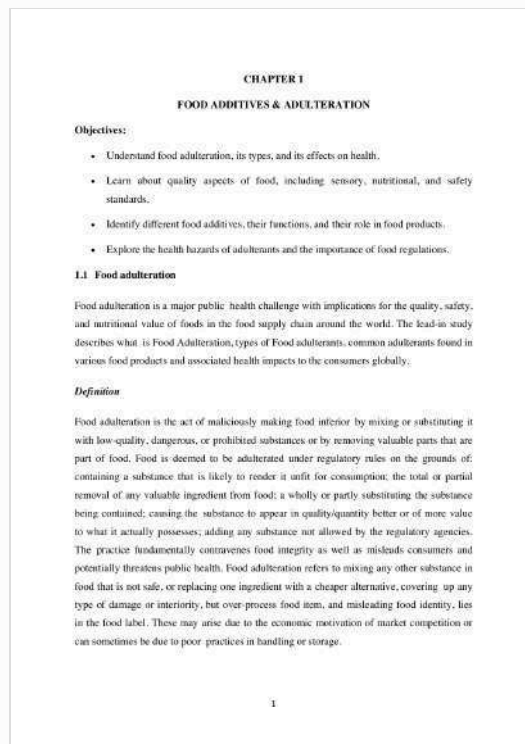 CHAPTER 1
FOOD ADDITIVES & ADULTERATION
Objectives:
• Understand food adulteration, its types, and its effects on health.
• Learn about quality aspects of food, including sensory, nutritional, and safety
standards.
• Identify different food additives, their functions, and their role in food products.
• Explore the health hazards of adulterants and the importance of food regulations.
1.1 Food adulteration
Food adulteration is a major public health challenge with implications for the quality, safety,
and nutritional value of foods in the food supply chain around the world. The lead-in study
describes what is Food Adulteration, types of Food adulterants, common adulterants found in
various food products and associated health impacts to the consumers globally.
Definition
Food adulteration is the act of maliciously making food inferior by mixing or substituting it
with low-quality, dangerous, or prohibited substances or by removing valuable parts that are
part of food. Food is deemed to be adulterated under regulatory rules on the grounds of:
containing a substance that is likely to render it unfit for consumption; the total or partial
removal of any valuable ingredient from food; a wholly or partly substituting the substance
being contained; causing the substance to appear in quality/quantity better or of more value
to what it actually possesses; adding any substance not allowed by the regulatory agencies.
The practice fundamentally contravenes food integrity as well as misleads consumers and
potentially threatens public health. Food adulteration refers to mixing any other substance in
food that is not safe, or replacing one ingredient with a cheaper alternative, covering up any
type of damage or interiority, but over-process food item, and misleading food identity, lies
in the food label. These may arise due to the economic motivation of market competition or
can sometimes be due to poor practices in handling or storage.
1